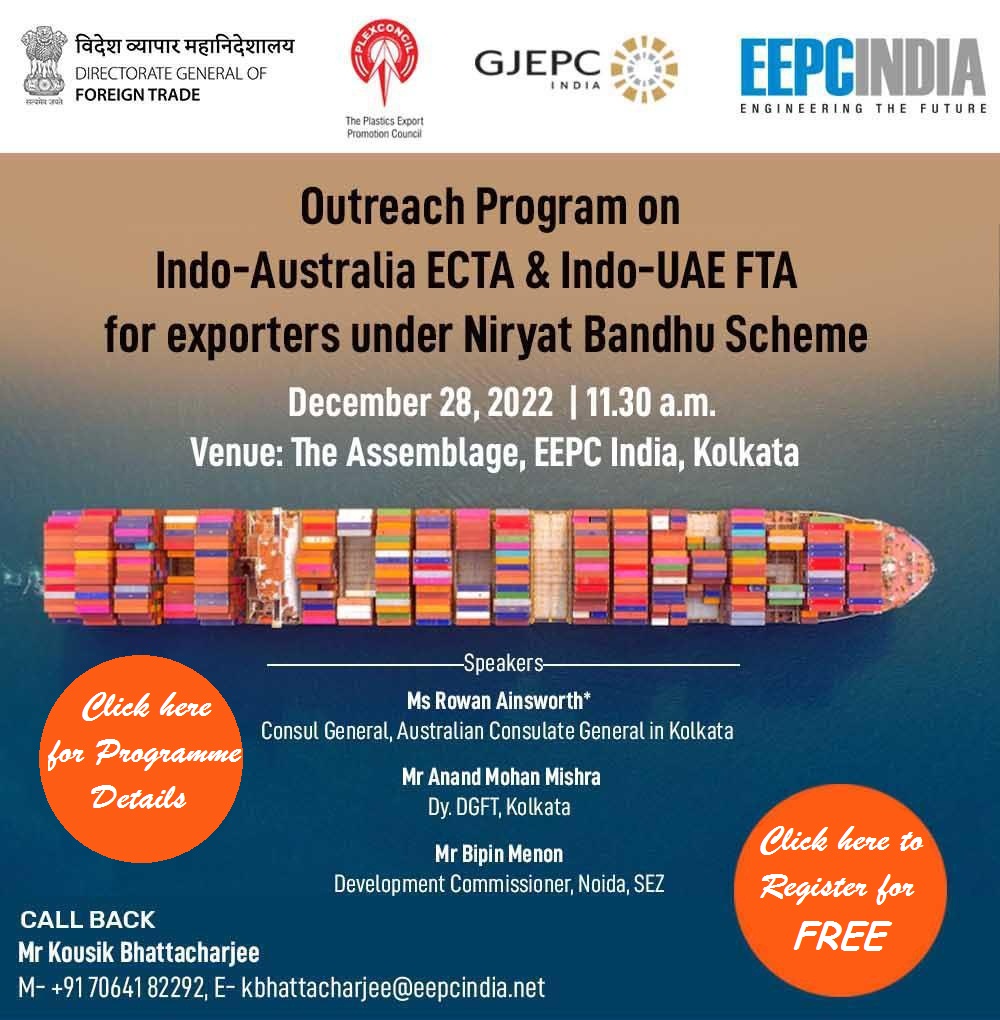 विदेश व्यापार महानिदेशालय
DIRECTORATE GENERAL OF
FOREIGN TRADE
सत्यमेव जयते
PLEXCONCIL
The Plastics Export
Promotion Council
GJEPC
INDIA
EEPCINDIA
ENGINEERING THE FUTURE
Outreach Program on
Indo-Australia ECTA & Indo-UAE FTA
for exporters under Niryat Bandhu Scheme
December 28, 2022 | 11.30 a.m.
Venue: The Assemblage, EEPC India, Kolkata
Speakers
Ms Rowan Ainsworth*
Consul General, Australian Consulate General in Kolkata
Mr Anand Mohan Mishra
Dy. DGFT, Kolkata
Mr Bipin Menon
Development Commissioner, Noida, SEZ
Click here
for Programme
Details
Click here to
Register for
FREE
CALL BACK
Mr Kousik Bhattacharjee
M- +91 70641 82292, E- kbhattacharjee@eepcindia.net